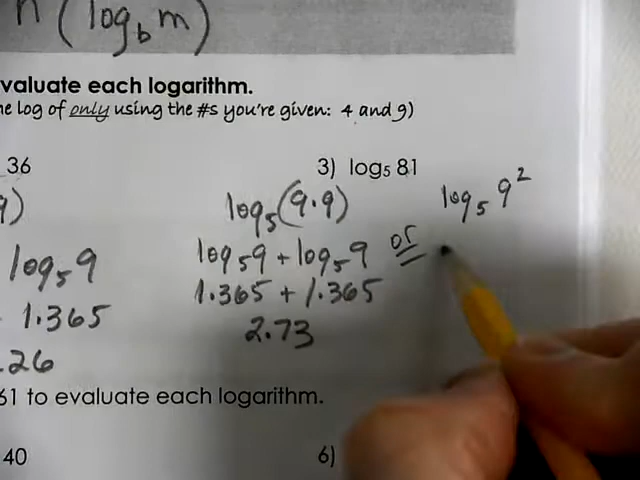 n (log_b m)
valuate each logarithm.
he log of only using the #s you're given: 4 and 9)
36
3) log₅ 81
9)
log₅(9·9)
log₅ 9²
log₅9
log₅9 + log₅9
or
1.365
1.365 + 1.365
.26
2.73
61 to evaluate each logarithm.
40
6)